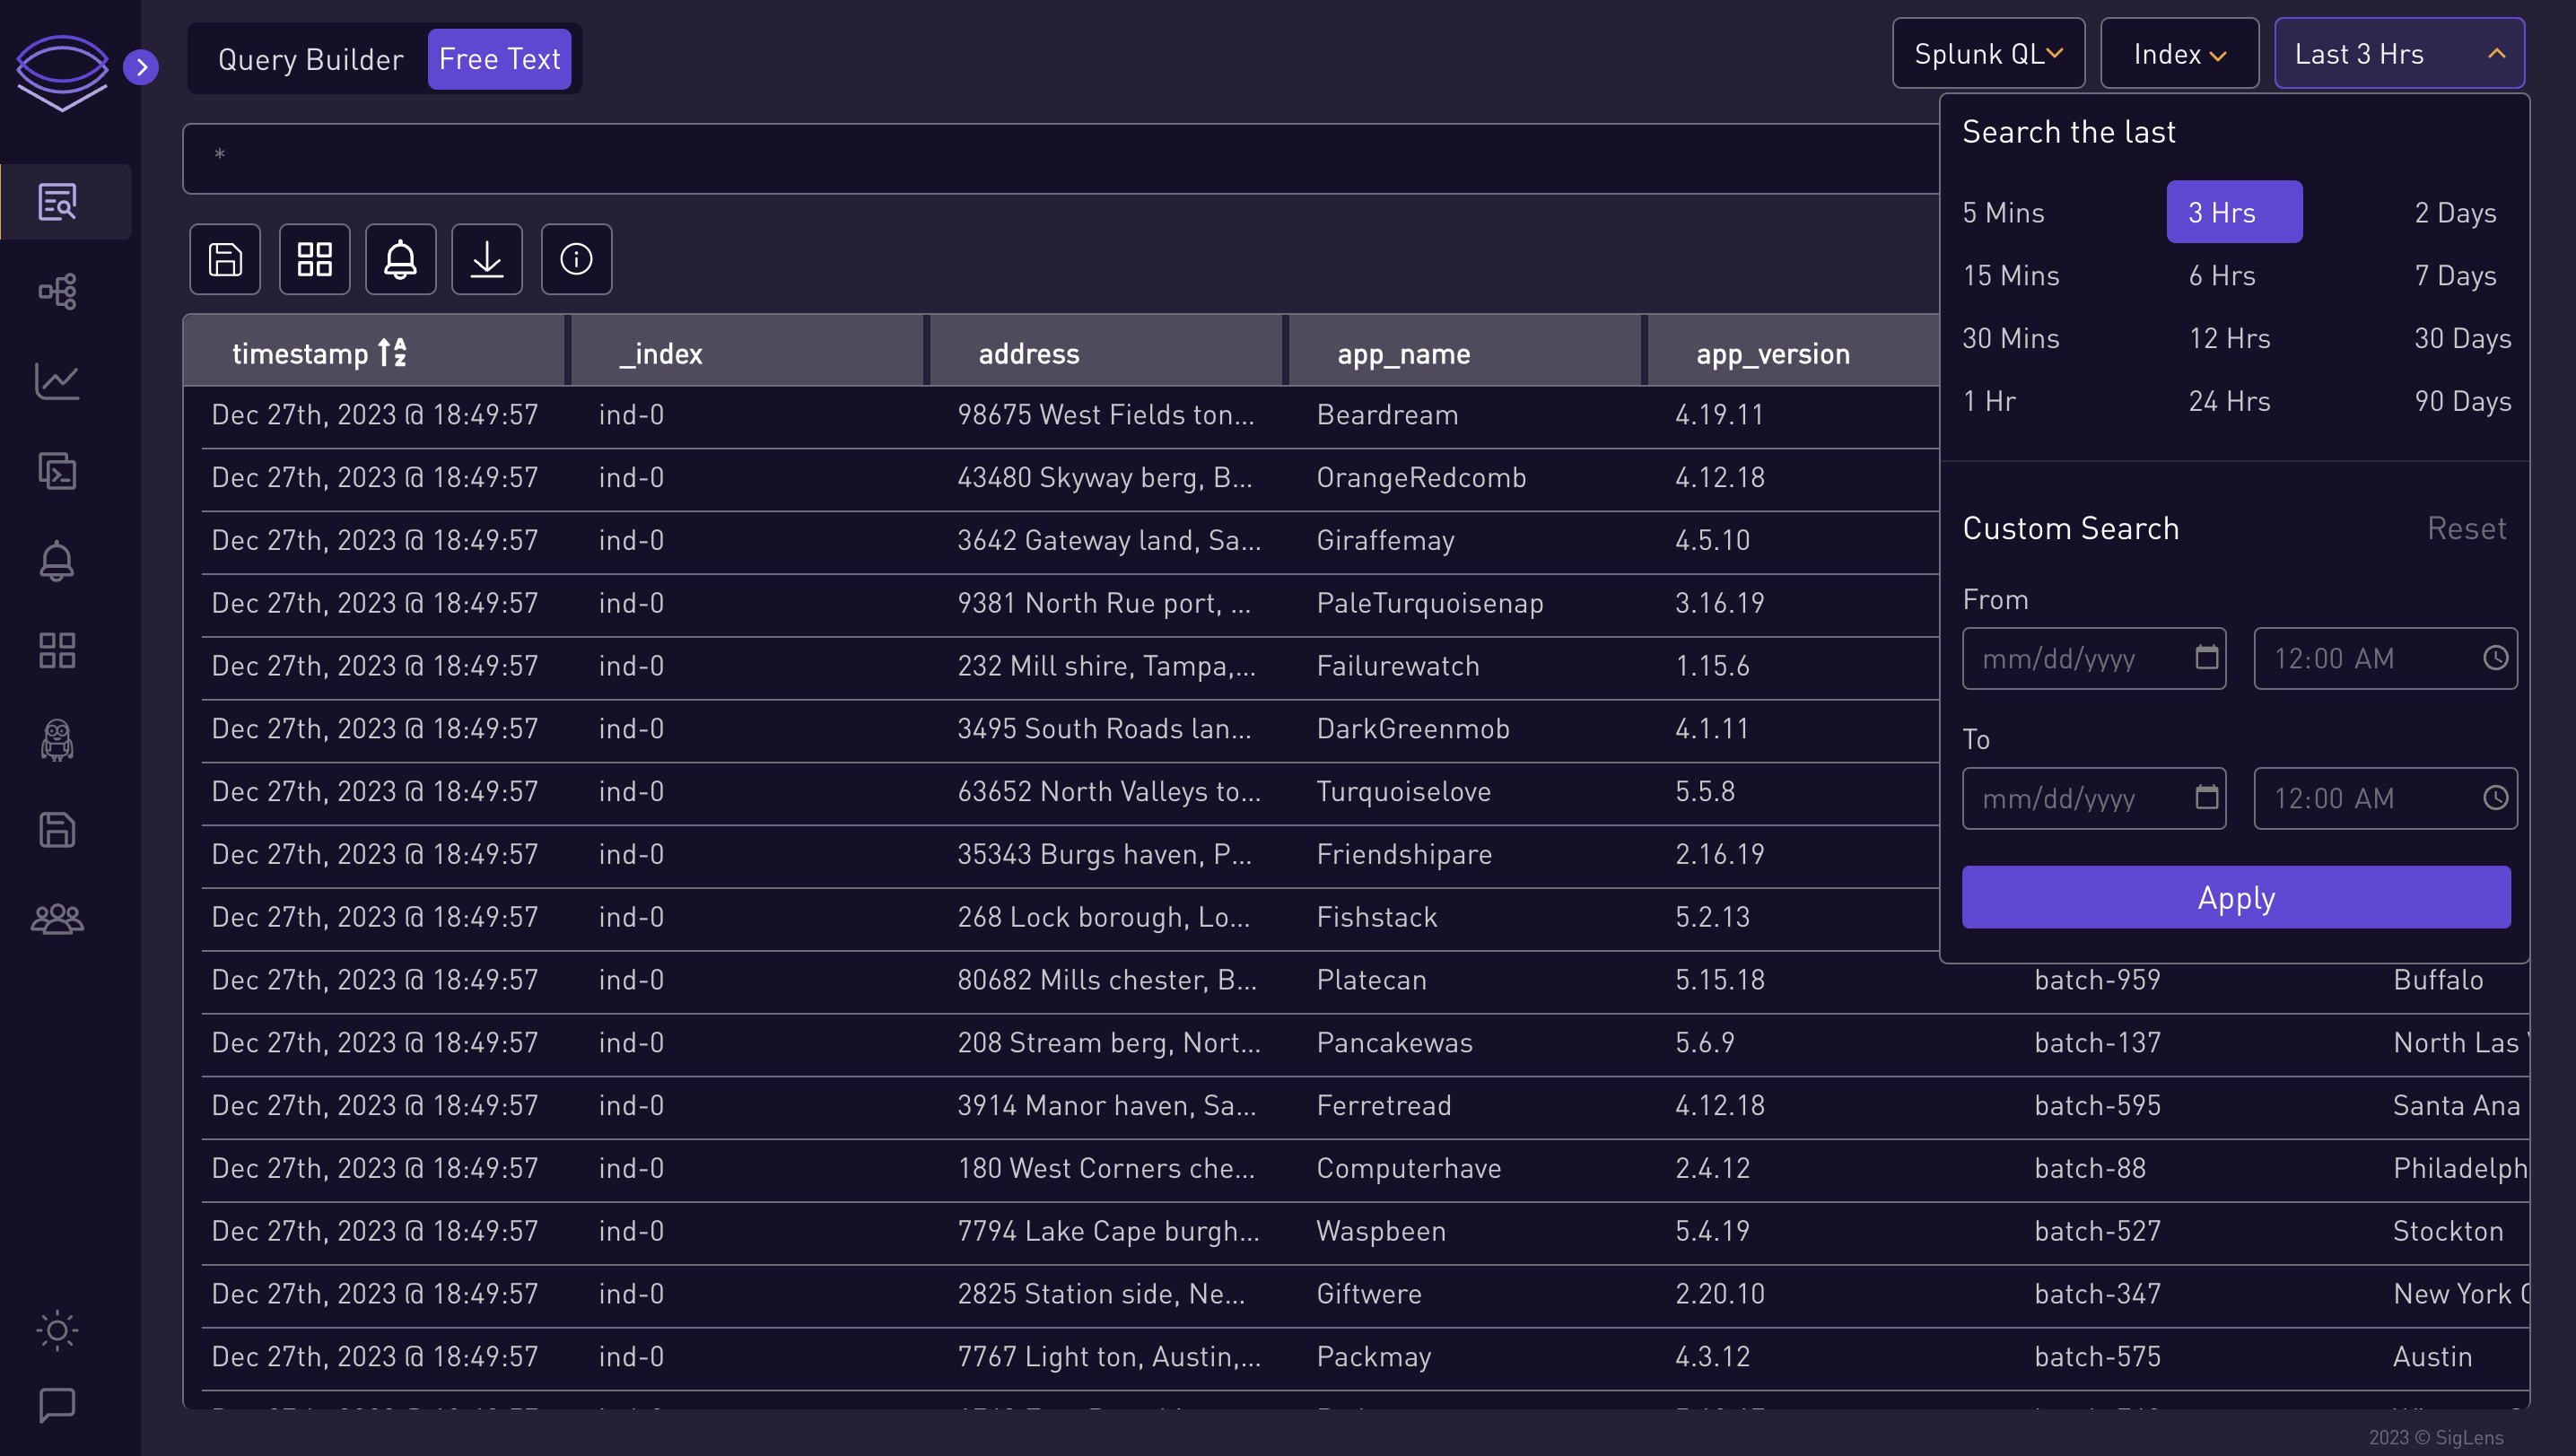 Query Builder Free Text Splunk QL Index Last 3 Hrs
*
Search the last
5 Mins 3 Hrs 2 Days
15 Mins 6 Hrs 7 Days
30 Mins 12 Hrs 30 Days
1 Hr 24 Hrs 90 Days
Custom Search Reset
From
mm/dd/yyyy 12:00 AM
To
mm/dd/yyyy 12:00 AM
Apply
timestamp _index address app_name app_version
Dec 27th, 2023 @ 18:49:57 ind-0 98675 West Fields ton... Beardream 4.19.11
Dec 27th, 2023 @ 18:49:57 ind-0 43480 Skyway berg, B... OrangeRedcomb 4.12.18
Dec 27th, 2023 @ 18:49:57 ind-0 3642 Gateway land, Sa... Giraffemay 4.5.10
Dec 27th, 2023 @ 18:49:57 ind-0 9381 North Rue port, ... PaleTurquoisenap 3.16.19
Dec 27th, 2023 @ 18:49:57 ind-0 232 Mill shire, Tampa,... Failurewatch 1.15.6
Dec 27th, 2023 @ 18:49:57 ind-0 3495 South Roads lan... DarkGreenmob 4.1.11
Dec 27th, 2023 @ 18:49:57 ind-0 63652 North Valleys to... Turquoiselove 5.5.8
Dec 27th, 2023 @ 18:49:57 ind-0 35343 Burgs haven, P... Friendshipare 2.16.19
Dec 27th, 2023 @ 18:49:57 ind-0 268 Lock borough, Lo... Fishstack 5.2.13
Dec 27th, 2023 @ 18:49:57 ind-0 80682 Mills chester, B... Platecan 5.15.18 batch-959 Buffalo
Dec 27th, 2023 @ 18:49:57 ind-0 208 Stream berg, Nort... Pancakewas 5.6.9 batch-137 North Las
Dec 27th, 2023 @ 18:49:57 ind-0 3914 Manor haven, Sa... Ferretread 4.12.18 batch-595 Santa Ana
Dec 27th, 2023 @ 18:49:57 ind-0 180 West Corners che... Computerhave 2.4.12 batch-88 Philadelph
Dec 27th, 2023 @ 18:49:57 ind-0 7794 Lake Cape burgh... Waspbeen 5.4.19 batch-527 Stockton
Dec 27th, 2023 @ 18:49:57 ind-0 2825 Station side, Ne... Giftwere 2.20.10 batch-347 New York
Dec 27th, 2023 @ 18:49:57 ind-0 7767 Light ton, Austin,... Packmay 4.3.12 batch-575 Austin
2023 © SigLens